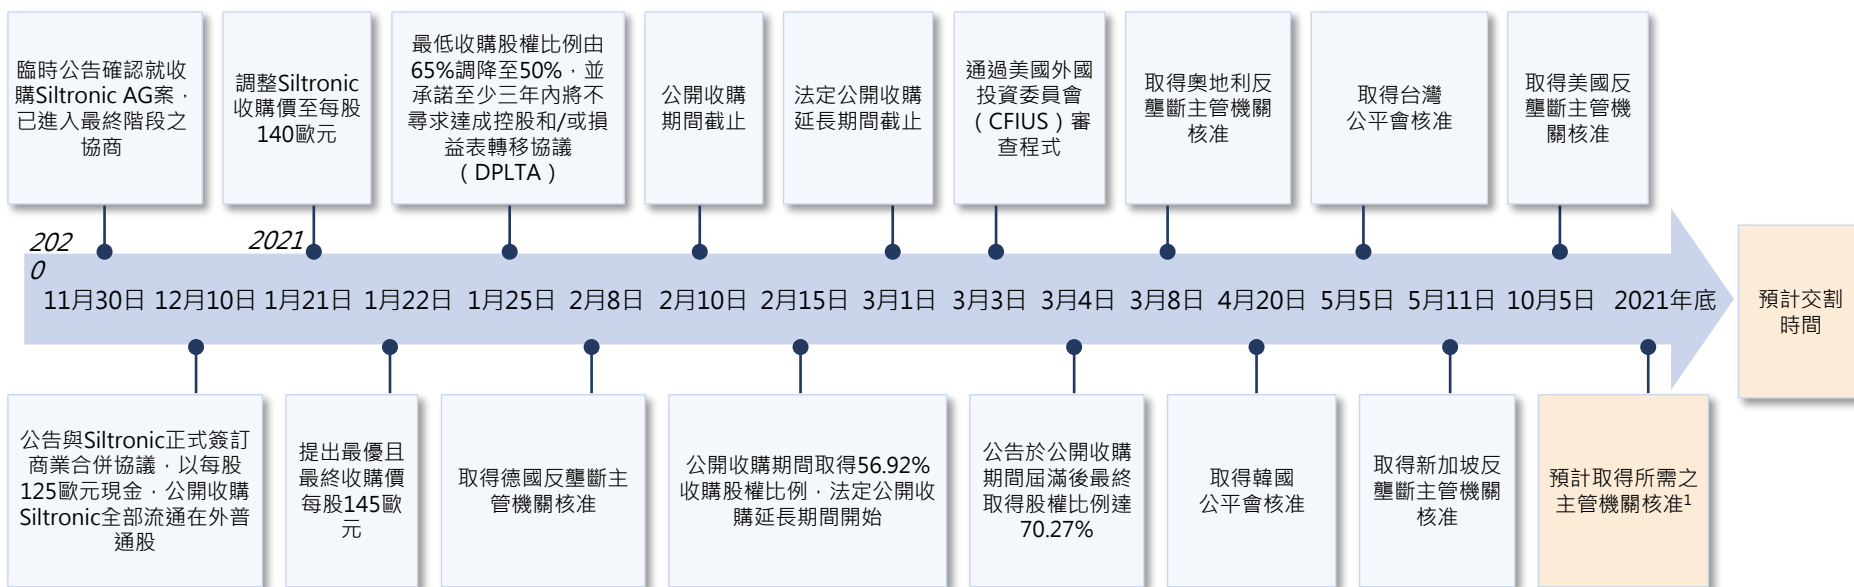 臨時公告確認就收
購Siltronic AG案，
已進入最終階段之
協商
調整Siltronic
收購價至每股
140歐元
最低收購股權比例由
65%調降至50%，並
承諾至少三年內將不
尋求達成控股和/或損
益表轉移協議
（DPLTA）
公開收購
期間截止
法定公開收購
延長期間截止
通過美國外國
投資委員會
（CFIUS）審
查程式
取得奧地利反
壟斷主管機關
核准
取得台灣
公平會核准
取得美國反
壟斷主管機
關核准
202
0
2021
11月30日 12月10日 1月21日 1月22日 1月25日 2月8日 2月10日 2月15日 3月1日 3月3日 3月4日 3月8日 4月20日 5月5日 5月11日 10月5日 2021年底
預計交割
時間
公告與Siltronic正式簽訂
商業合併協議，以每股
125歐元現金，公開收購
Siltronic全部流通在外普
通股
提出最優且
最終收購價
每股145歐
元
取得德國反壟斷主
管機關核准
公開收購期間取得56.92%
收購股權比例，法定公開收
購延長期間開始
公告於公開收購
期間屆滿後最終
取得股權比例達
70.27%
取得韓國
公平會核准
取得新加坡反
壟斷主管機關
核准
預計取得所需之
主管機關核准1